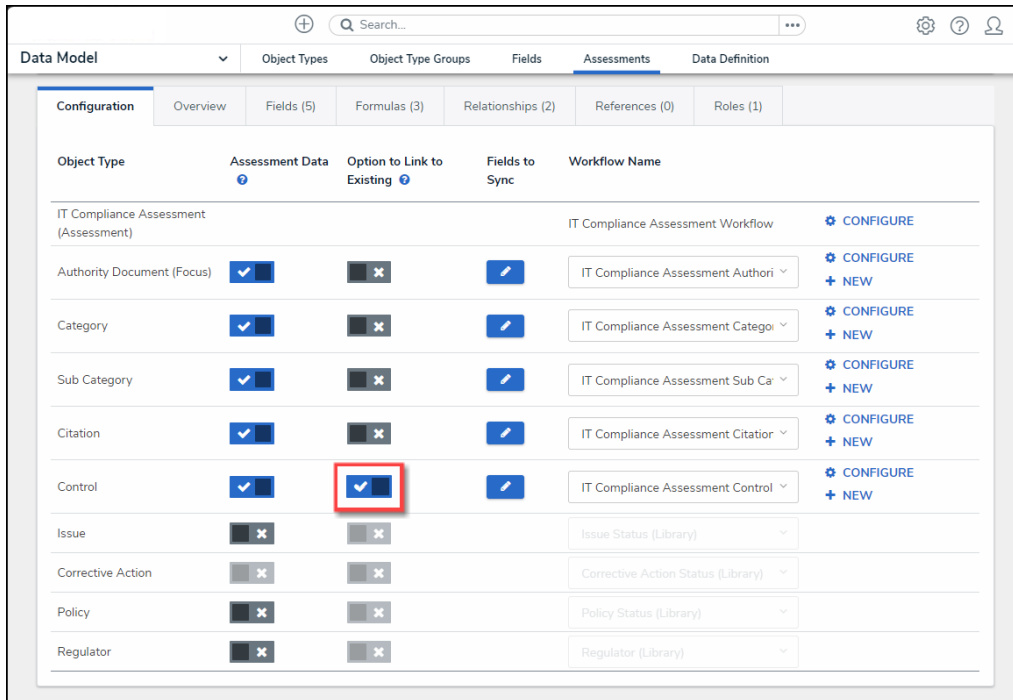 Search...
Data Model
Object Types
Object Type Groups
Fields
Assessments
Data Definition
Configuration
Overview
Fields (5)
Formulas (3)
Relationships (2)
References (0)
Roles (1)
Object Type
Assessment Data
Option to Link to
Existing
Fields to
Sync
Workflow Name
IT Compliance Assessment
(Assessment)
IT Compliance Assessment Workflow
CONFIGURE
Authority Document (Focus)
IT Compliance Assessment Authori
CONFIGURE
+ NEW
Category
IT Compliance Assessment Categor
CONFIGURE
+ NEW
Sub Category
IT Compliance Assessment Sub Cat
CONFIGURE
+ NEW
Citation
IT Compliance Assessment Citation
CONFIGURE
+ NEW
Control
IT Compliance Assessment Control
CONFIGURE
+ NEW
Issue
Issue Status (Library)
Corrective Action
Corrective Action Status (Library)
Policy
Policy Status (Library)
Regulator
Regulator (Library)